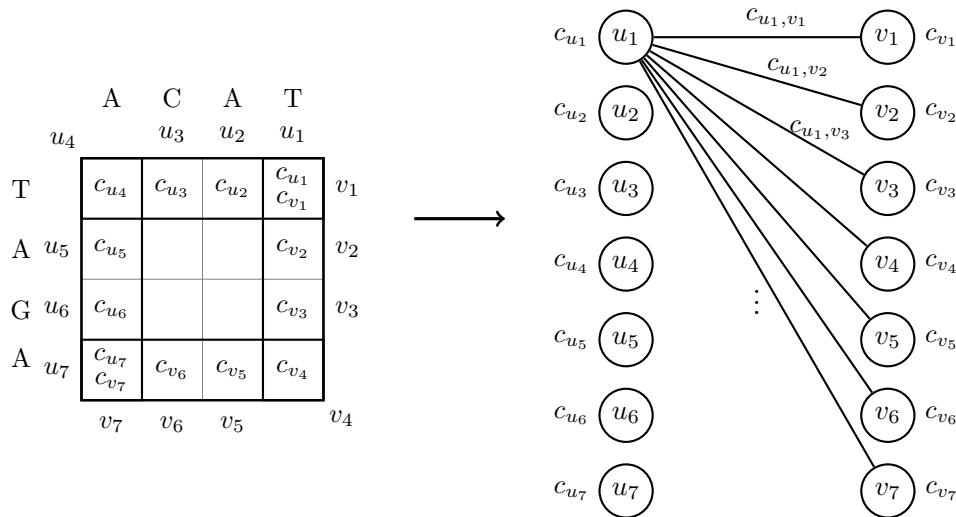 A C A T
u₄ u₃ u₂ u₁
T c_{u₄} c_{u₃} c_{u₂} c_{u₁} c_{v₁} v₁
A u₅ c_{u₅} c_{v₂} v₂
G u₆ c_{u₆} c_{v₃} v₃
A u₇ c_{u₇} c_{v₇} c_{v₆} c_{v₅} c_{v₄}
v₇ v₆ v₅ v₄
c_{u₁} u₁ c_{u₁,v₁} v₁ c_{v₁}
c_{u₂} u₂ c_{u₁,v₂} v₂ c_{v₂}
c_{u₃} u₃ c_{u₁,v₃} v₃ c_{v₃}
c_{u₄} u₄ v₄ c_{v₄}
⋮
c_{u₅} u₅ v₅ c_{v₅}
c_{u₆} u₆ v₆ c_{v₆}
c_{u₇} u₇ v₇ c_{v₇}